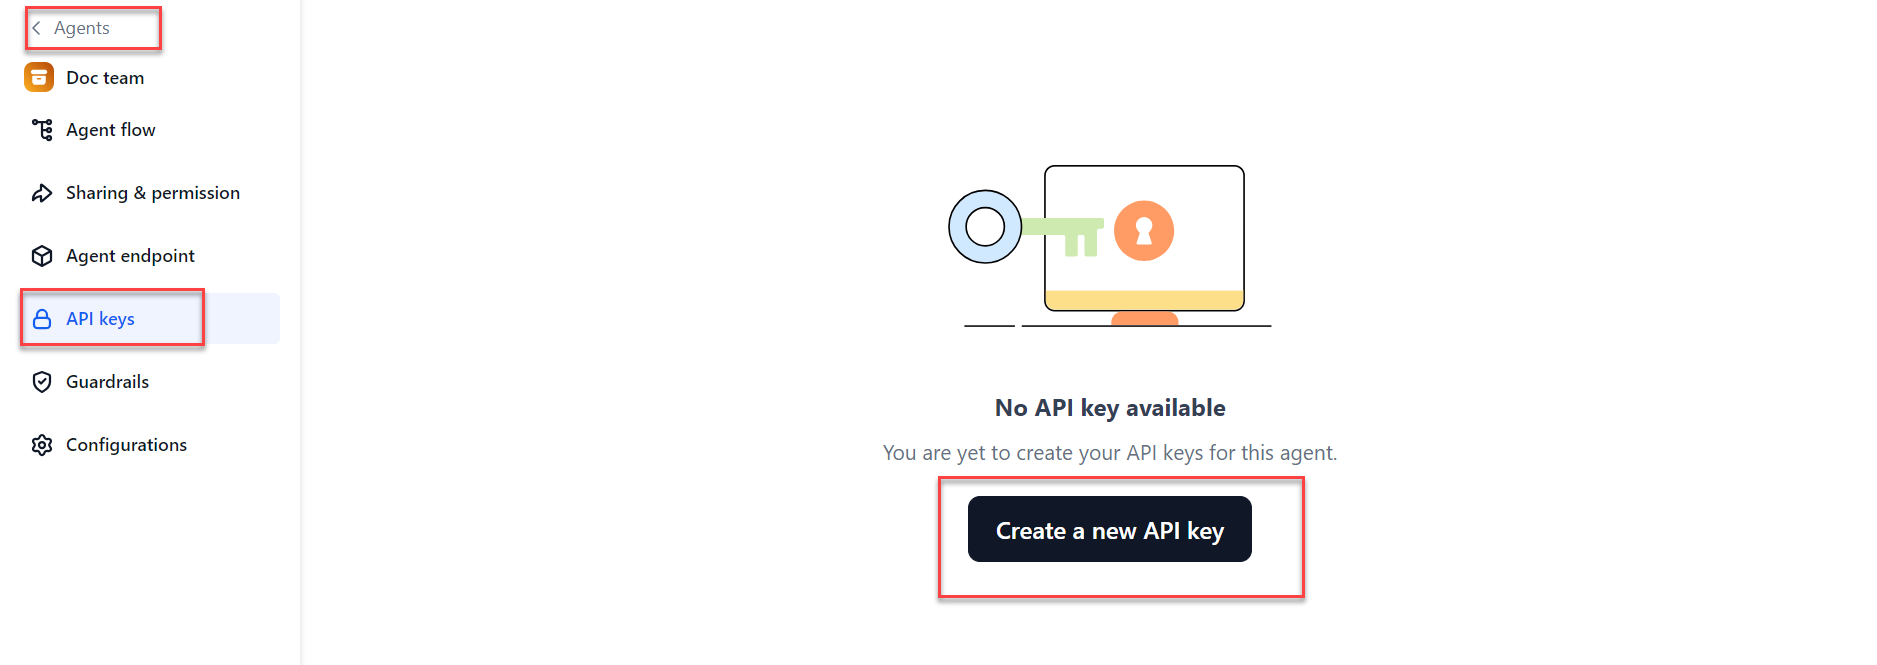 Agents
Doc team
Agent flow
Sharing & permission
Agent endpoint
API keys
Guardrails
Configurations
No API key available
You are yet to create your API keys for this agent.
Create a new API key